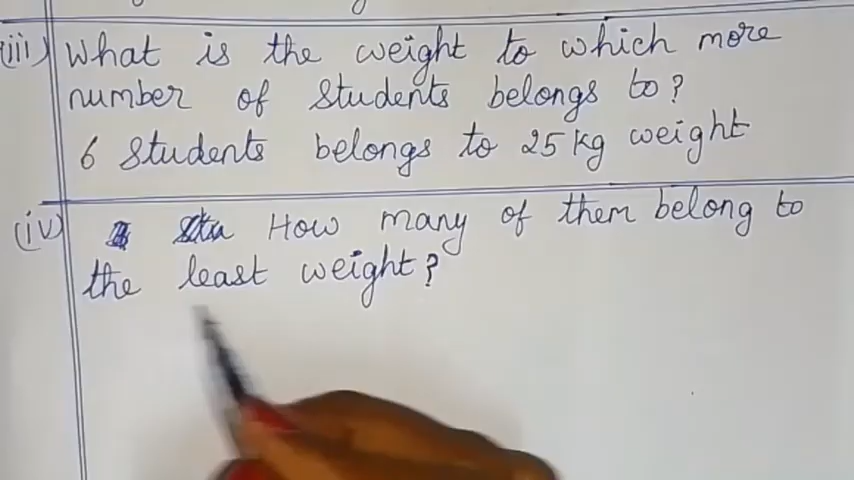 (iii) What is the weight to which more
number of students belongs to?
6 students belongs to 25 kg weight
(iv) How many of them belong to
the least weight?